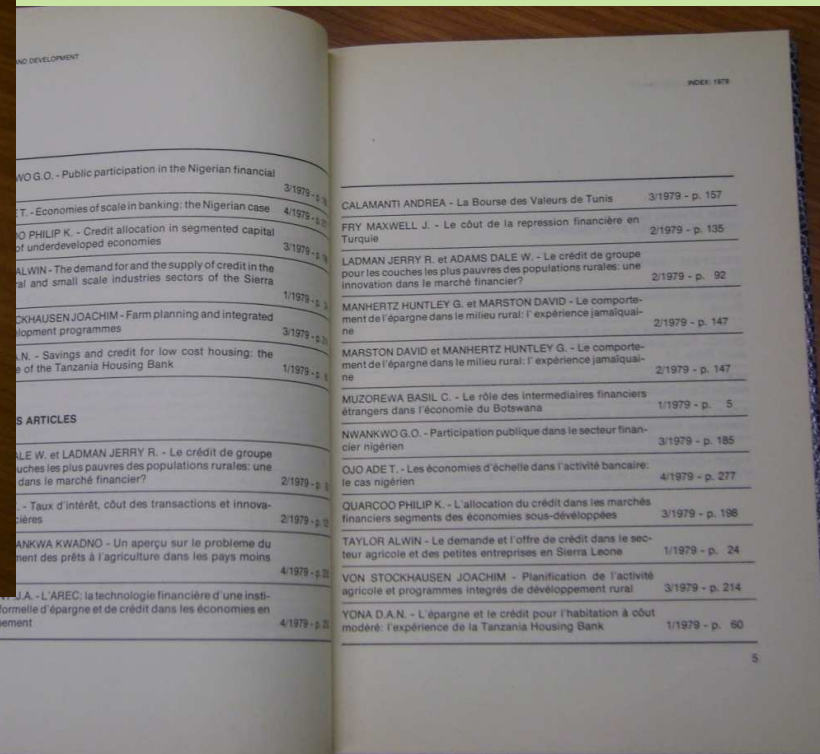 AND DEVELOPMENT
WO G.O. - Public participation in the Nigerian financial
3/1979 - p.
T. - Economies of scale in banking: the Nigerian case 4/1979 - p.
OO PHILIP K. - Credit allocation in segmented capital
of underdeveloped economies
3/1979 - p.
ALWIN - The demand for and the supply of credit in the
al and small scale industries sectors of the Sierra
1/1979 - p.
CKHAUSEN JOACHIM - Farm planning and integrated
lopment programmes 3/1979 - p.
A.N. - Savings and credit for low cost housing: the
e of the Tanzania Housing Bank 1/1979 - p.
S ARTICLES
ALE W. et LADMAN JERRY R. - Le crédit de groupe
ouches les plus pauvres des populations rurales: une
dans le marché financier? 2/1979 - p.
. - Taux d'intérêt, côut des transactions et innova-
cières 2/1979 - p.
ANKWA KWADNO - Un aperçu sur le probleme du
ment des prêts à l'agriculture dans les pays moins
4/1979 - p.
J.A. - L'AREC: la technologie financière d'une insti-
formelle d'épargne et de crédit dans les économies en
ement 4/1979 - p.
INDEX: 1979
CALAMANTI ANDREA - La Bourse des Valeurs de Tunis 3/1979 - p. 157
FRY MAXWELL J. - Le côut de la repression financière en
Turquie 2/1979 - p. 135
LADMAN JERRY R. et ADAMS DALE W. - Le crédit de groupe
pour les couches les plus pauvres des populations rurales: une
innovation dans le marché financier? 2/1979 - p. 92
MANHERTZ HUNTLEY G. et MARSTON DAVID - Le comporte-
ment de l'épargne dans le milieu rural: l' expérience jamaïquai-
ne 2/1979 - p. 147
MARSTON DAVID et MANHERTZ HUNTLEY G. - Le comporte-
ment de l'épargne dans le milieu rural: l' expérience jamaïquai-
ne 2/1979 - p. 147
MUZOREWA BASIL C. - Le rôle des intermediaires financiers
étrangers dans l'économie du Botswana 1/1979 - p. 5
NWANKWO G.O. - Participation publique dans le secteur finan-
cier nigérien 3/1979 - p. 185
OJO ADE T. - Les économies d'échelle dans l'activité bancaire:
le cas nigérien 4/1979 - p. 277
QUARCOO PHILIP K. - L'allocation du crédit dans les marchés
financiers segments des économies sous-dévéloppées 3/1979 - p. 198
TAYLOR ALWIN - Le demande et l'offre de crédit dans le sec-
teur agricole et des petites entreprises en Sierra Leone 1/1979 - p. 24
VON STOCKHAUSEN JOACHIM - Planification de l'activité
agricole et programmes integrés de dévéloppement rural 3/1979 - p. 214
YONA D.A.N. - L'épargne et le crédit pour l'habitation à côut
modéré: l'expérience de la Tanzania Housing Bank 1/1979 - p. 60
5